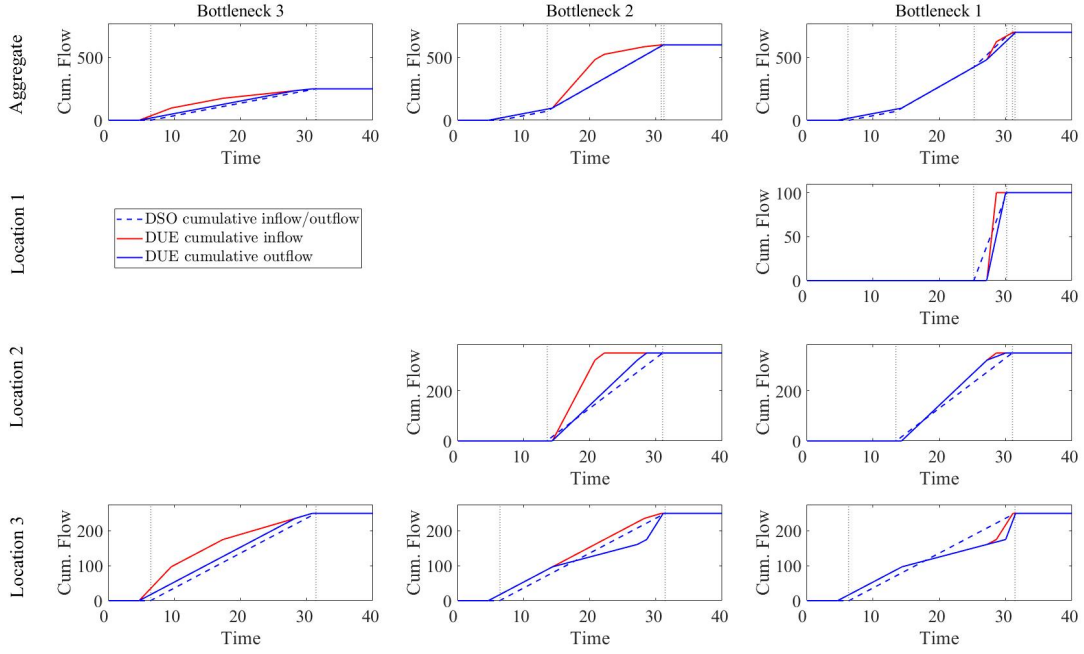 Bottleneck 3
Bottleneck 2
Bottleneck 1
Aggregate
Cum. Flow
500
0
0 10 20 30 40
Time
Cum. Flow
500
0
0 10 20 30 40
Time
Cum. Flow
500
0
0 10 20 30 40
Time
Location 1
DSO cumulative inflow/outflow
DUE cumulative inflow
DUE cumulative outflow
Cum. Flow
100
50
0
0 10 20 30 40
Time
Location 2
Cum. Flow
200
0
0 10 20 30 40
Time
Cum. Flow
200
0
0 10 20 30 40
Time
Location 3
Cum. Flow
200
100
0
0 10 20 30 40
Time
Cum. Flow
200
100
0
0 10 20 30 40
Time
Cum. Flow
200
100
0
0 10 20 30 40
Time